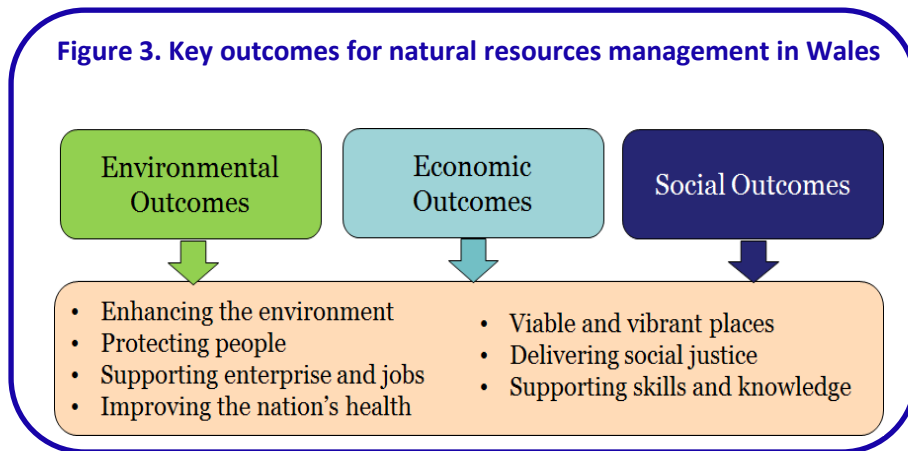 Figure 3. Key outcomes for natural resources management in Wales
Environmental
Outcomes
Economic
Outcomes
Social Outcomes
• Enhancing the environment
• Protecting people
• Supporting enterprise and jobs
• Improving the nation's health
• Viable and vibrant places
• Delivering social justice
• Supporting skills and knowledge